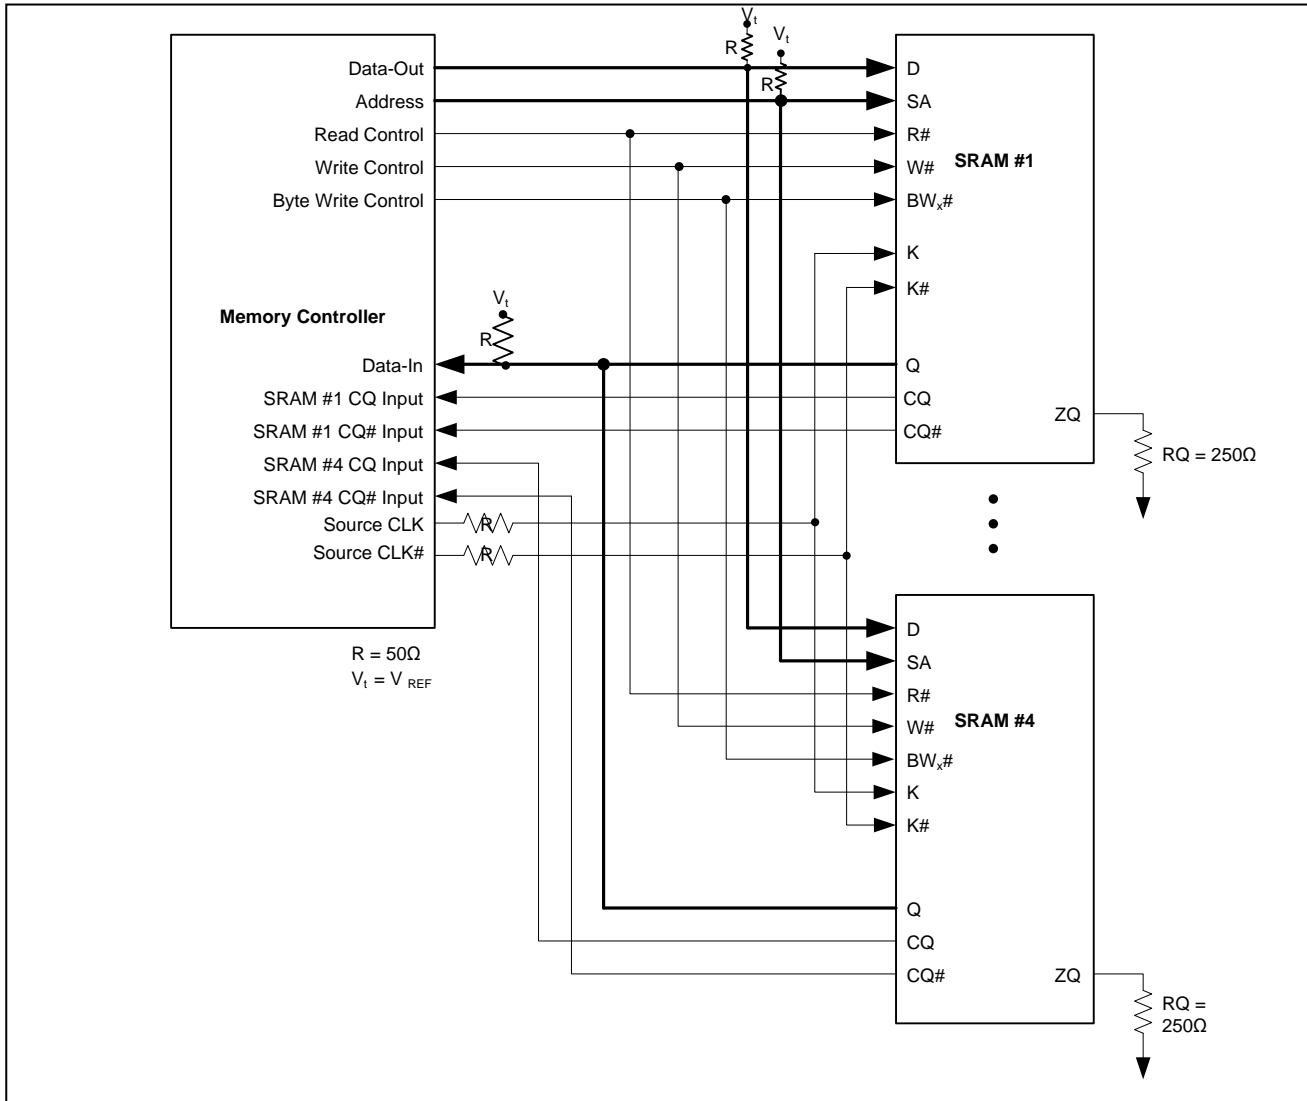 Vt
Vt
R
R
Data-Out
Address
Read Control
Write Control
Byte Write Control
Memory Controller
Vt
R
Data-In
SRAM #1 CQ Input
SRAM #1 CQ# Input
SRAM #4 CQ Input
SRAM #4 CQ# Input
Source CLK
R
Source CLK#
R
R = 50Ω
Vt = V REF
D
SA
R#
SRAM #1
W#
BWx#
K
K#
Q
CQ
ZQ
CQ#
RQ = 250Ω
D
SA
R#
SRAM #4
W#
BWx#
K
K#
Q
CQ
CQ#
ZQ
RQ =
250Ω